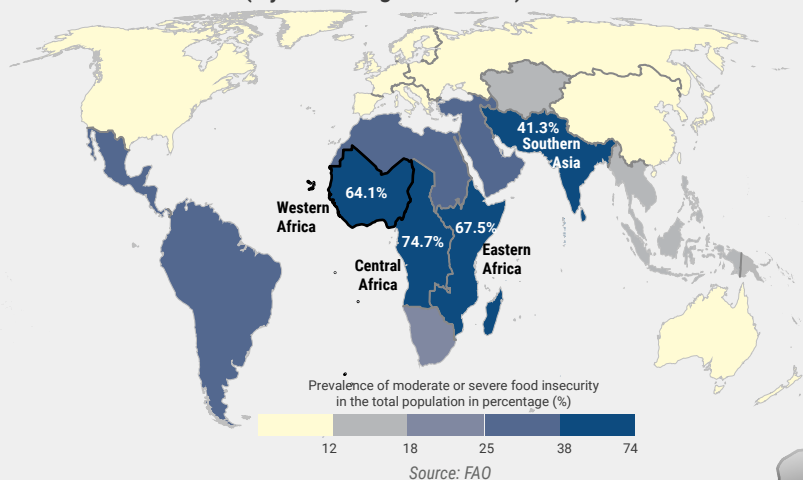 41.3%
Southern
Asia
64.1%
Western
Africa
67.5%
74.7%
Eastern
Africa
Central
Africa
Prevalence of moderate or severe food insecurity
in the total population in percentage (%)
12 18 25 38 74
Source: FAO